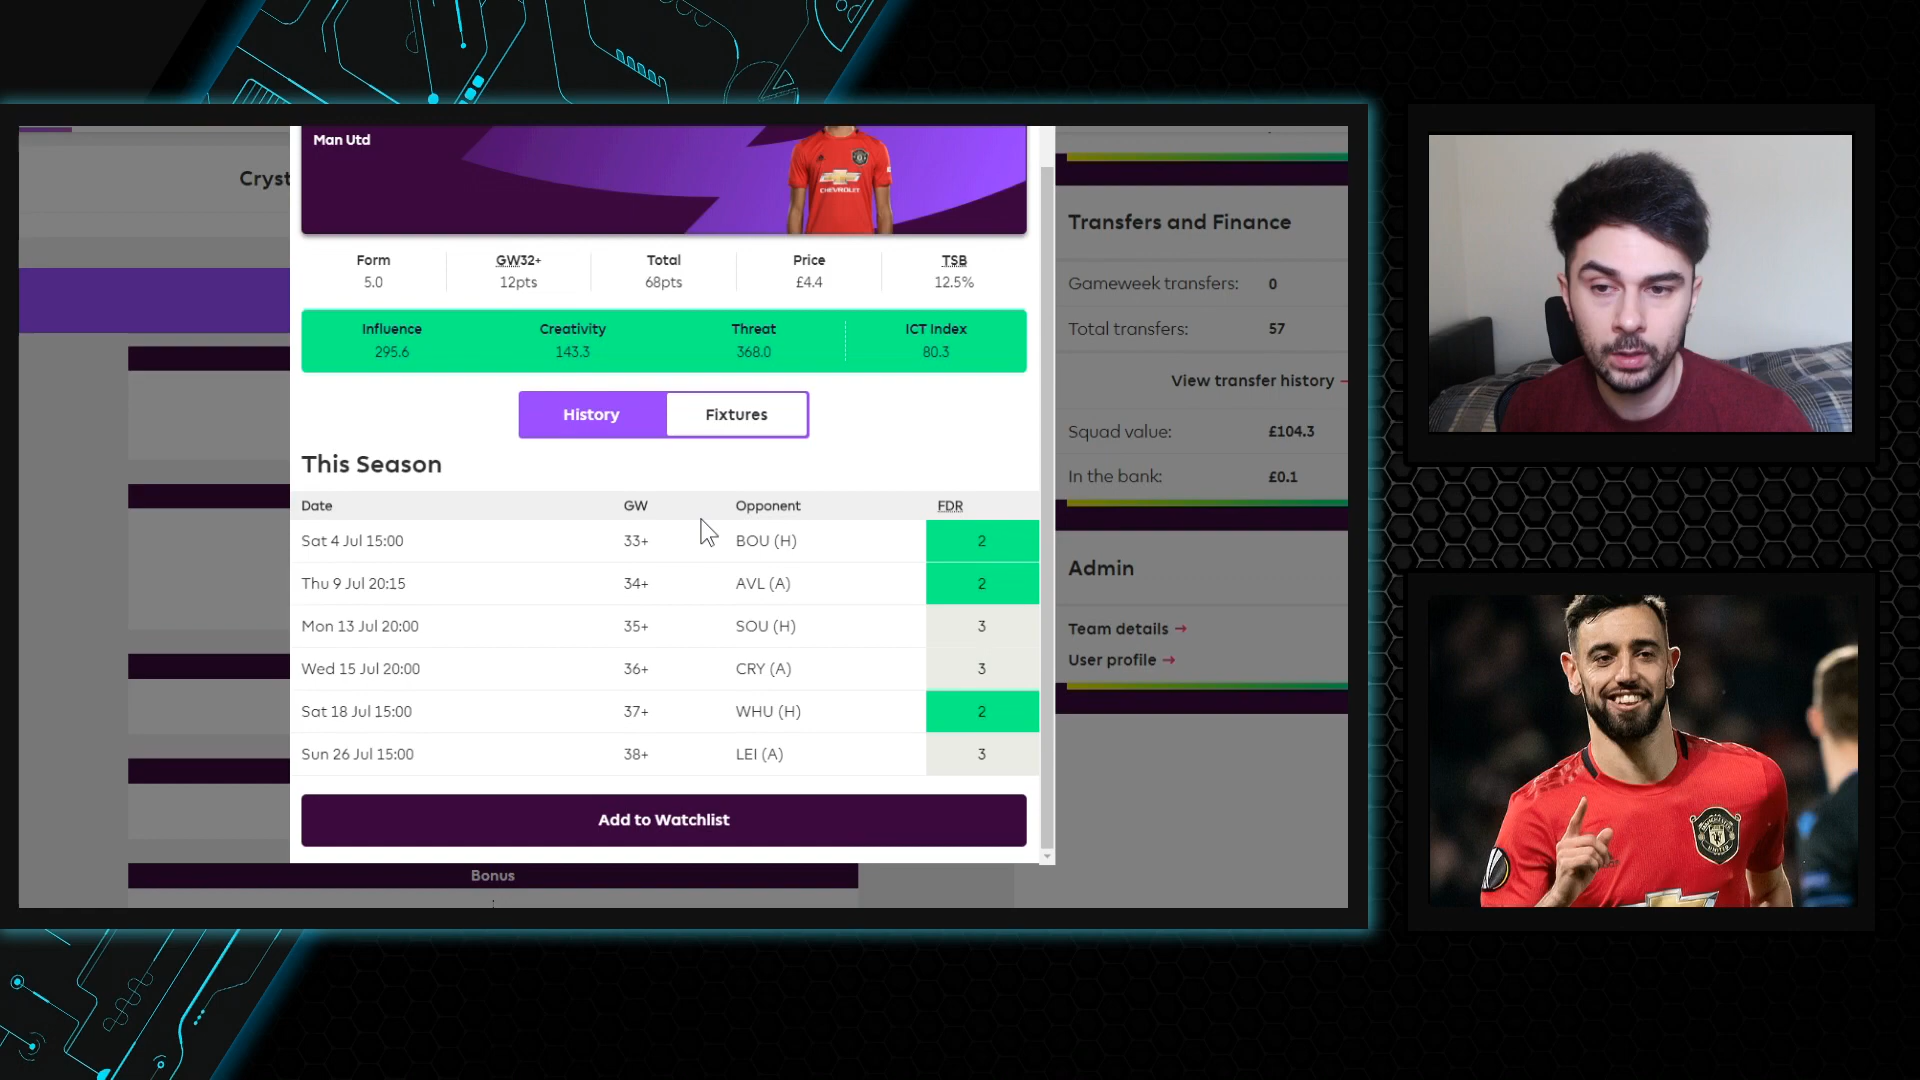 Man Utd
CHEVROLET
Cryst
Form
GW32+
Total
Price
TSB
5.0
12pts
68pts
£4.4
12.5%
Influence
Creativity
Threat
ICT Index
295.6
143.3
368.0
80.3
History
Fixtures
This Season
Date GW Opponent FDR
Sat 4 Jul 15:00 33+ BOU (H) 2
Thu 9 Jul 20:15 34+ AVL (A) 2
Mon 13 Jul 20:00 35+ SOU (H) 3
Wed 15 Jul 20:00 36+ CRY (A) 3
Sat 18 Jul 15:00 37+ WHU (H) 2
Sun 26 Jul 15:00 38+ LEI (A) 3
Add to Watchlist
Bonus
Transfers and Finance
Gameweek transfers: 0
Total transfers: 57
View transfer history →
Squad value: £104.3
In the bank: £0.1
Admin
Team details →
User profile →